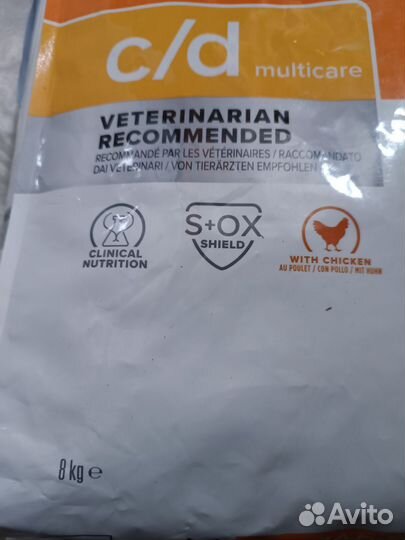 c/d multicare
VETERINARIAN
RECOMMENDED
RECOMMANDÉ PAR LES VÉTÉRINAIRES / RACCOMANDATO
DAI VETERINARI / VON TIERÄRZTEN EMPFOHLEN
CLINICAL
NUTRITION
S+OX
SHIELD
WITH CHICKEN
AU POULET / CON POLLO / MIT HUHN
8 kg e
Avito